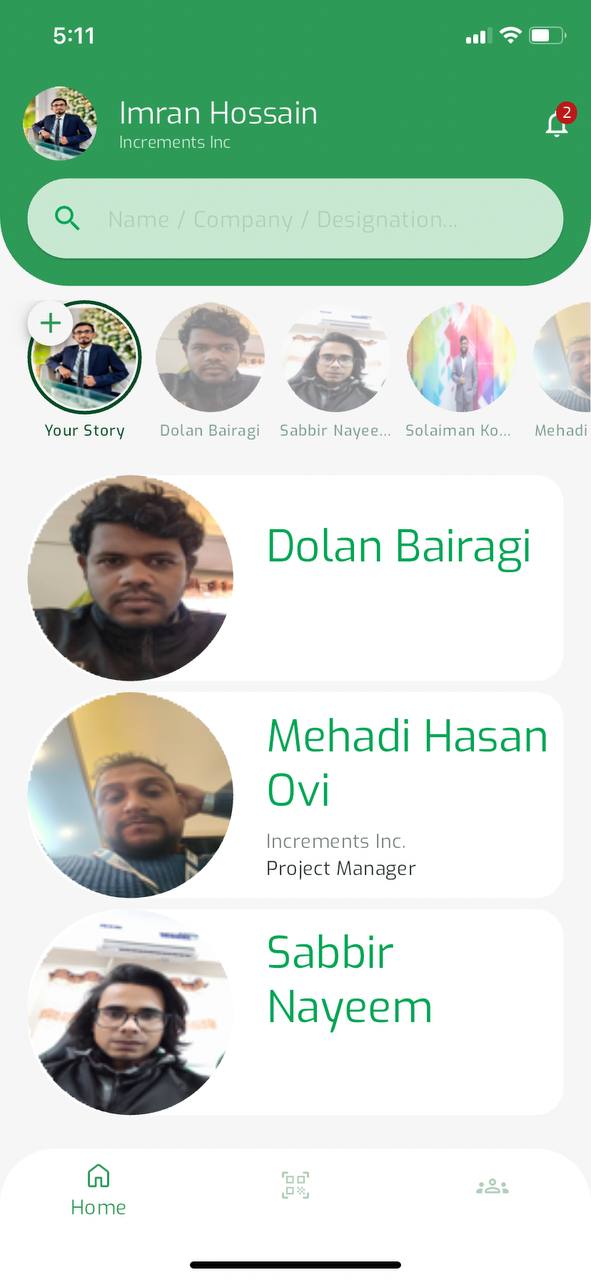 5:11
Imran Hossain
Increments Inc
2
Name / Company / Designation...
Your Story
Dolan Bairagi
Sabbir Nayee...
Solaiman Ko...
Mehadi
Dolan Bairagi
Mehadi Hasan
Ovi
Increments Inc.
Project Manager
Sabbir
Nayeem
Home